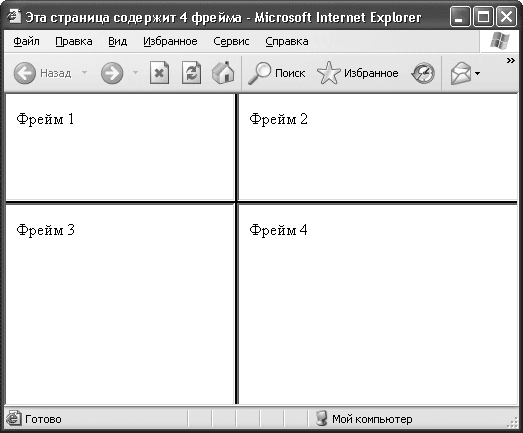 Эта страница содержит 4 фрейма - Microsoft Internet Explorer
Файл Правка Вид Избранное Сервис Справка
Назад Поиск Избранное
Фрейм 1 Фрейм 2
Фрейм 3 Фрейм 4
Готово Мой компьютер